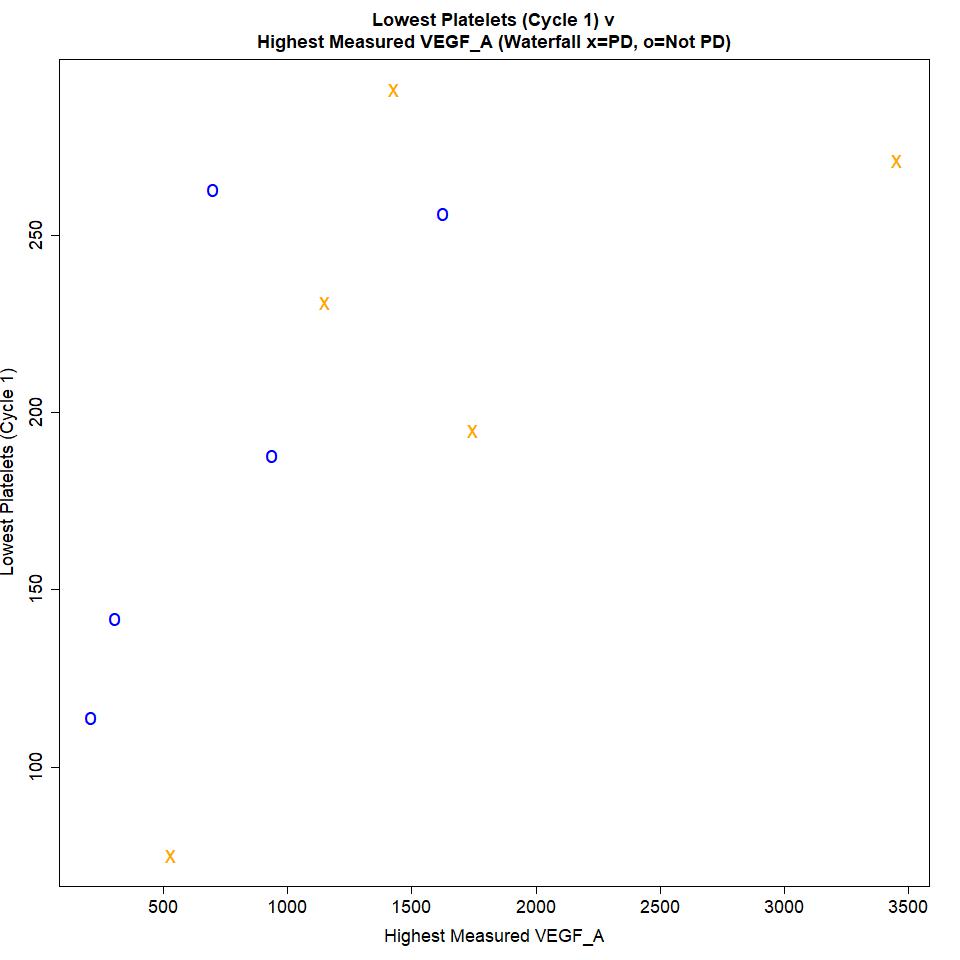 Lowest Platelets (Cycle 1) v
Highest Measured VEGF_A (Waterfall x=PD, o=Not PD)
Lowest Platelets (Cycle 1)
250
200
150
100
X
X
O
O
X
X
O
O
O
X
500 1000 1500 2000 2500 3000 3500
Highest Measured VEGF_A